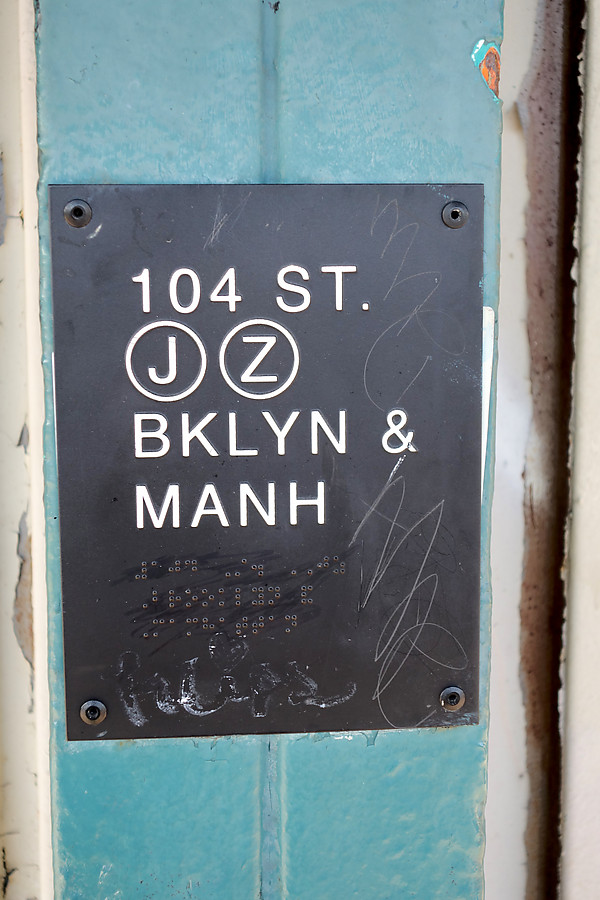 104 ST.
J Z
BKLYN &
MANH